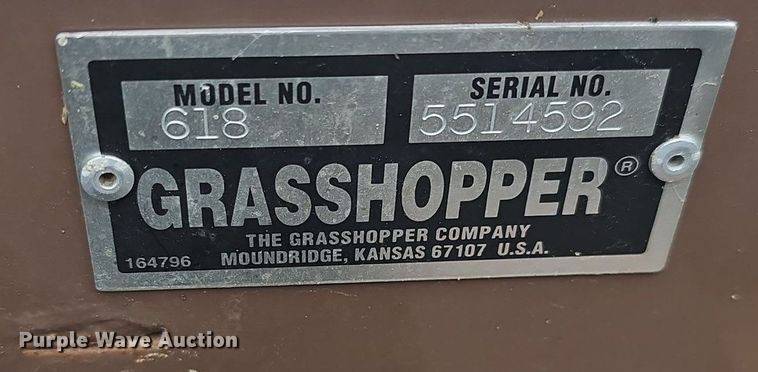 MODEL NO.
618
SERIAL NO.
5514592
GRASSHOPPER®
THE GRASSHOPPER COMPANY
164796
MOUNDRIDGE, KANSAS 67107 U.S.A.
Purple Wave Auction